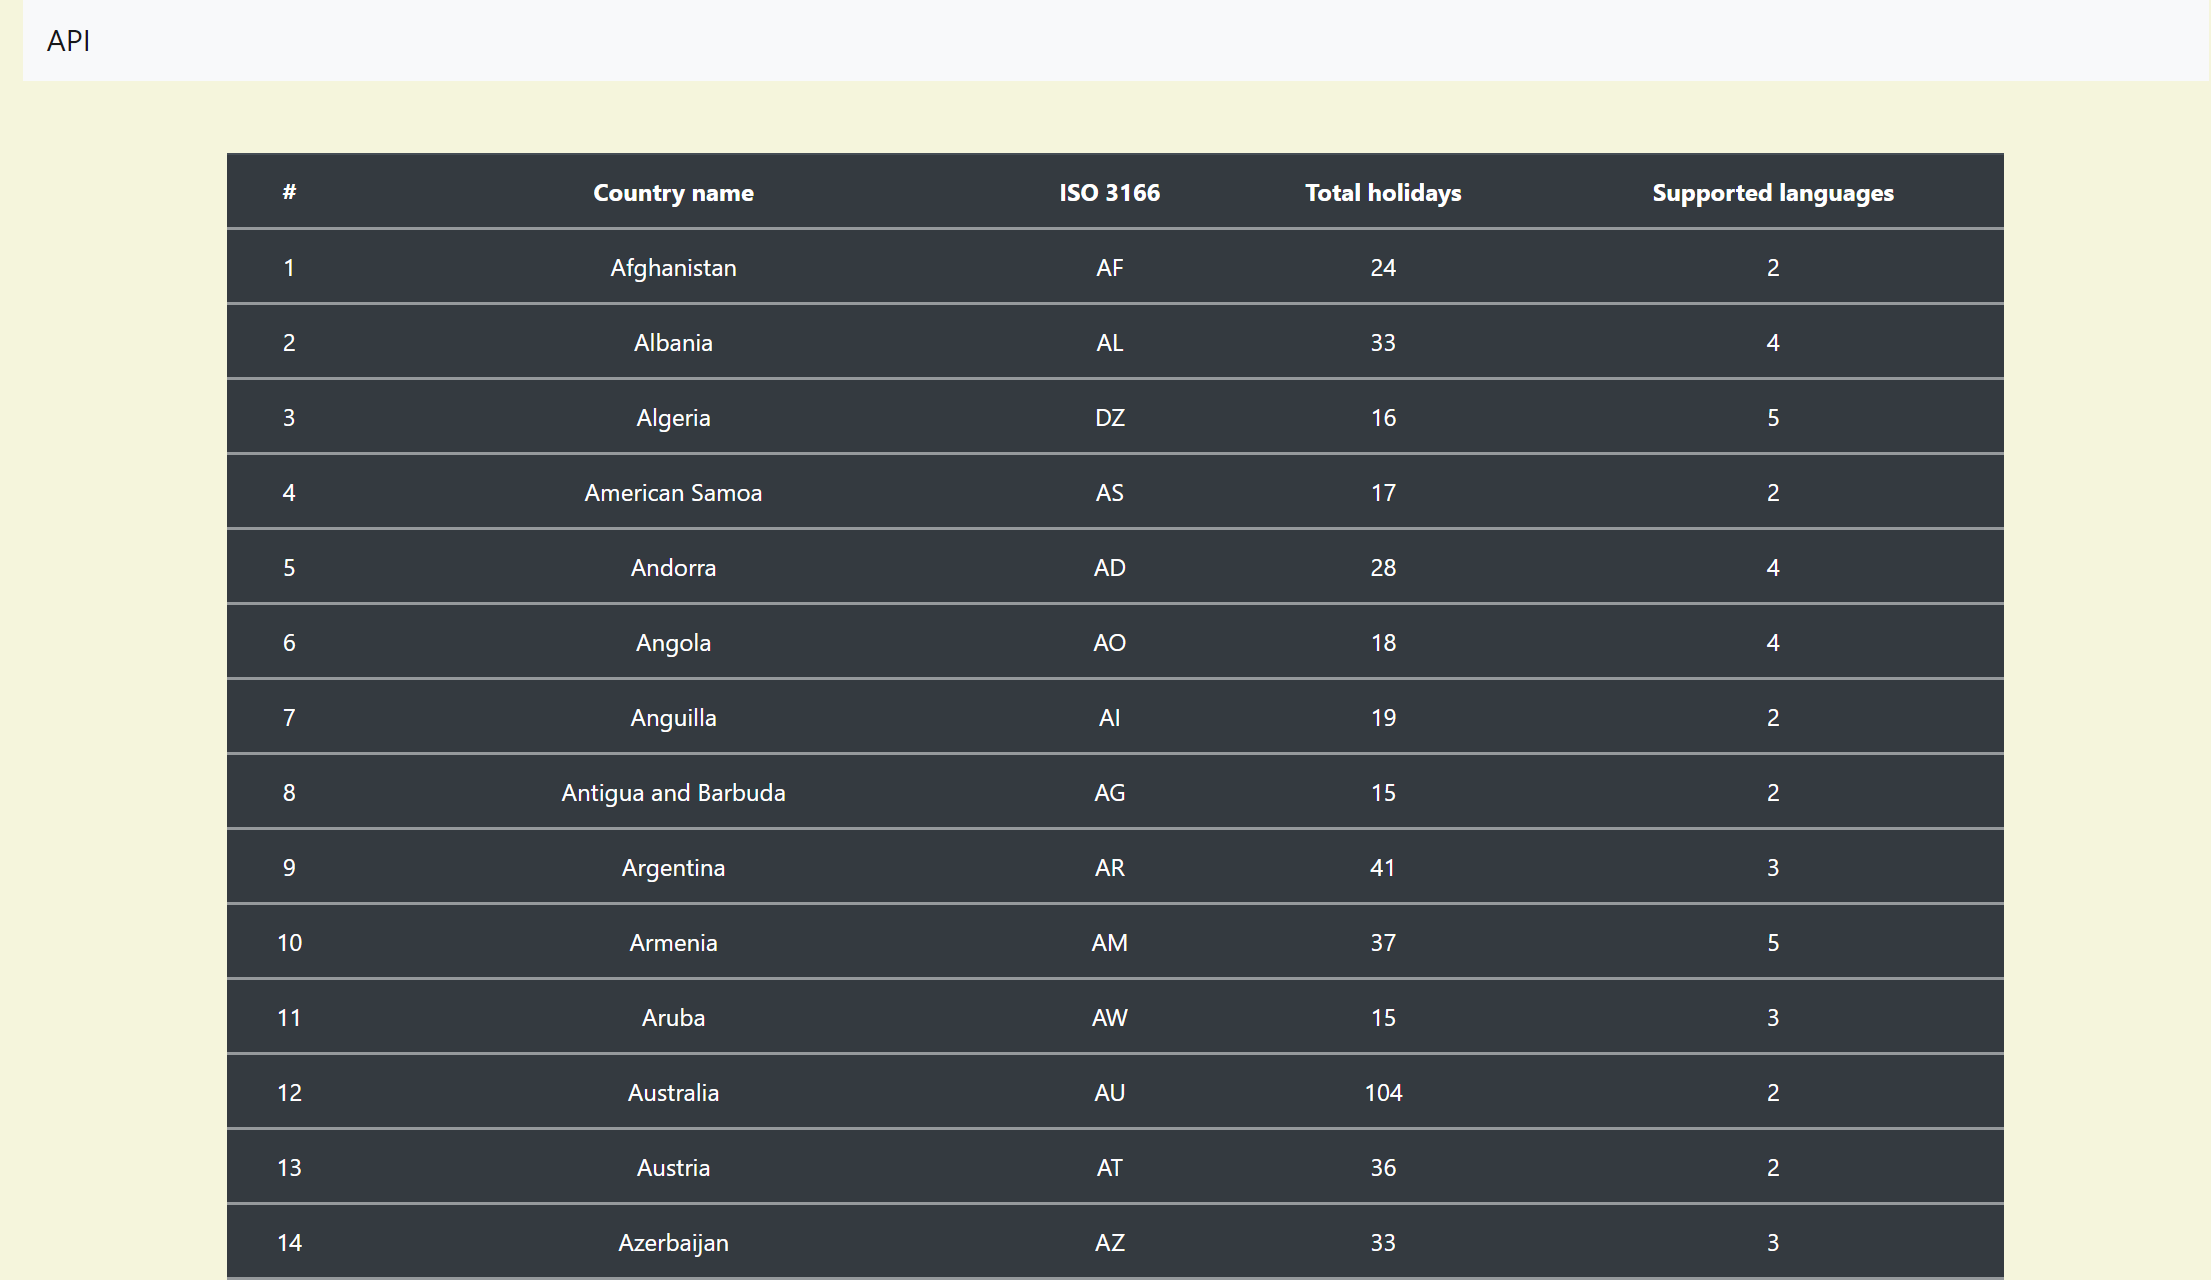 API
# Country name ISO 3166 Total holidays Supported languages
1 Afghanistan AF 24 2
2 Albania AL 33 4
3 Algeria DZ 16 5
4 American Samoa AS 17 2
5 Andorra AD 28 4
6 Angola AO 18 4
7 Anguilla AI 19 2
8 Antigua and Barbuda AG 15 2
9 Argentina AR 41 3
10 Armenia AM 37 5
11 Aruba AW 15 3
12 Australia AU 104 2
13 Austria AT 36 2
14 Azerbaijan AZ 33 3